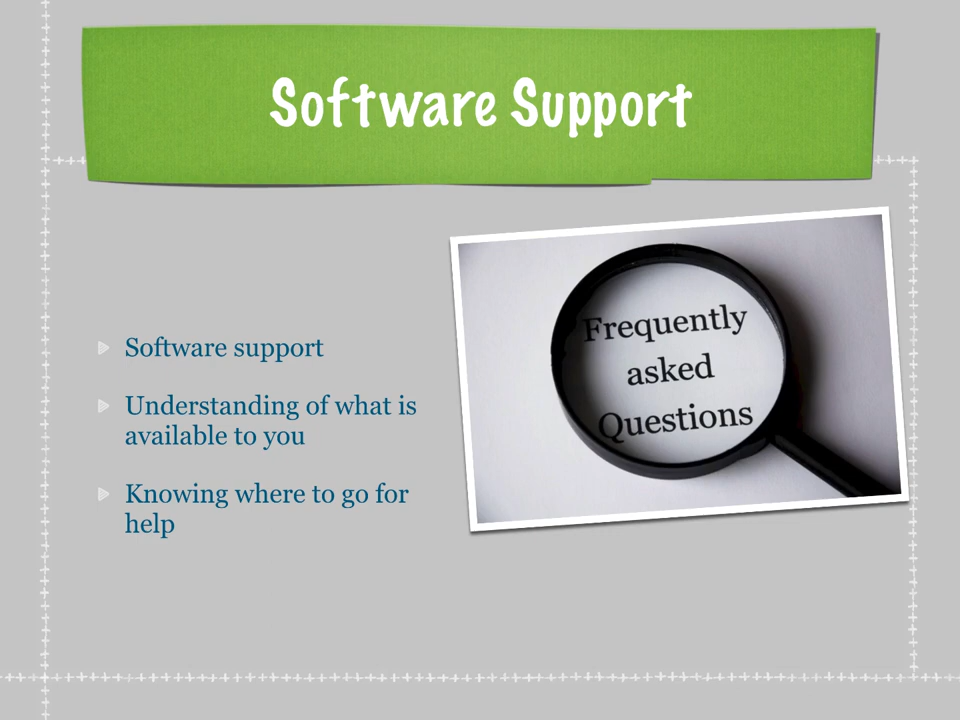 Software Support
Software support
Understanding of what is
available to you
Knowing where to go for
help
Frequently
asked
Questions